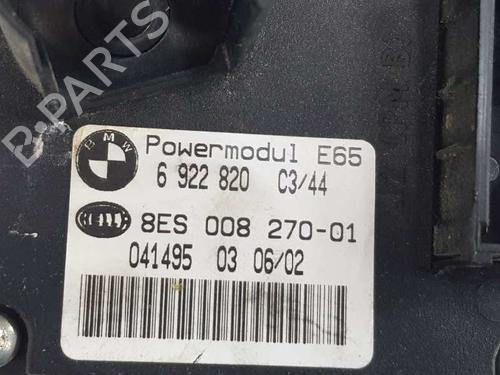 B-PARTS
BMW
Powermodul E65
6 922 820 C3/44
HELLA
8ES 008 270-01
041495 03 06/02